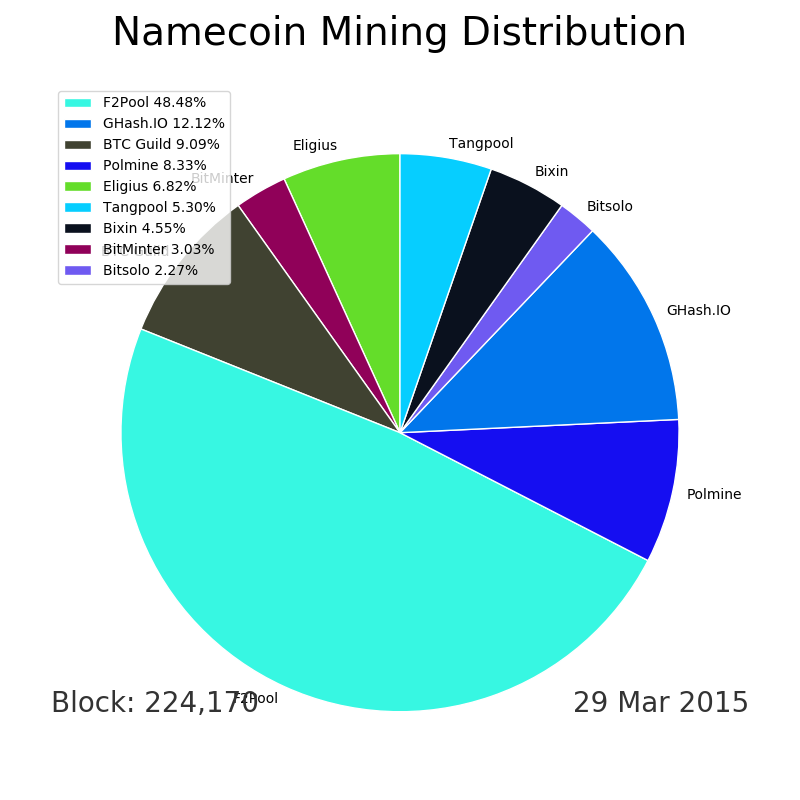 Namecoin Mining Distribution
F2Pool 48.48%
GHash.IO 12.12%
BTC Guild 9.09%
Polmine 8.33%
Eligius 6.82%
Tangpool 5.30%
Bixin 4.55%
BitMinter 3.03%
Bitsolo 2.27%
Eligius
Tangpool
Bixin
BitMinter
Bitsolo
GHash.IO
Polmine
F2Pool
Block: 224,170
29 Mar 2015